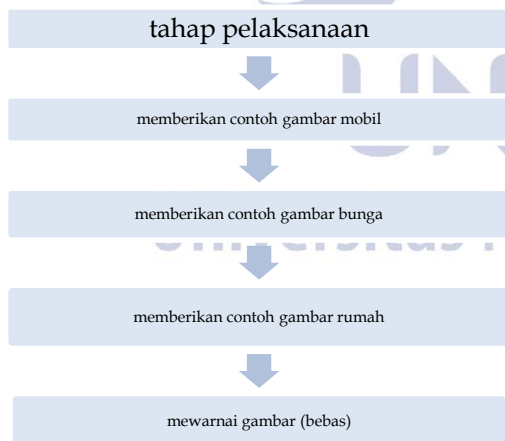 tahap pelaksanaan
memberikan contoh gambar mobil
memberikan contoh gambar bunga
memberikan contoh gambar rumah
mewarnai gambar (bebas)